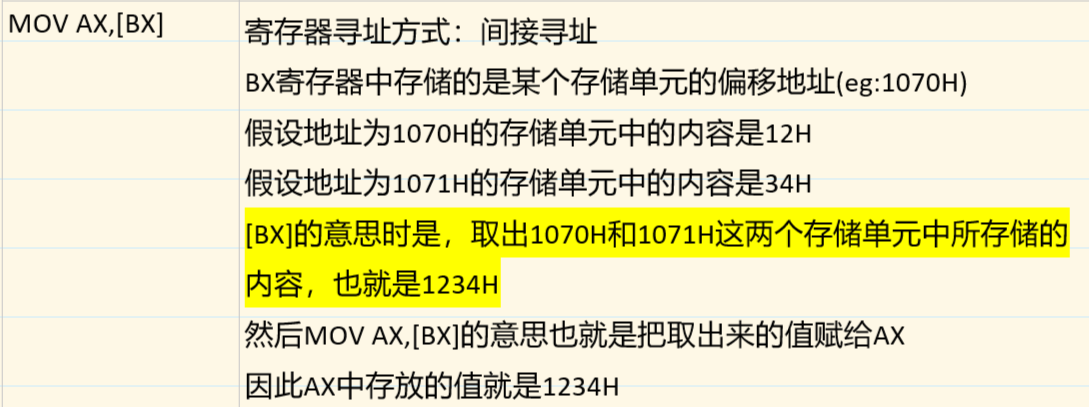 MOV AX,[BX]
寄存器寻址方式：间接寻址
BX寄存器中存储的是某个存储单元的偏移地址(eg:1070H)
假设地址为1070H的存储单元中的内容是12H
假设地址为1071H的存储单元中的内容是34H
[BX]的意思时是，取出1070H和1071H这两个存储单元中所存储的
内容，也就是1234H
然后MOV AX,[BX]的意思也就是把取出来的值赋给AX
因此AX中存放的值就是1234H